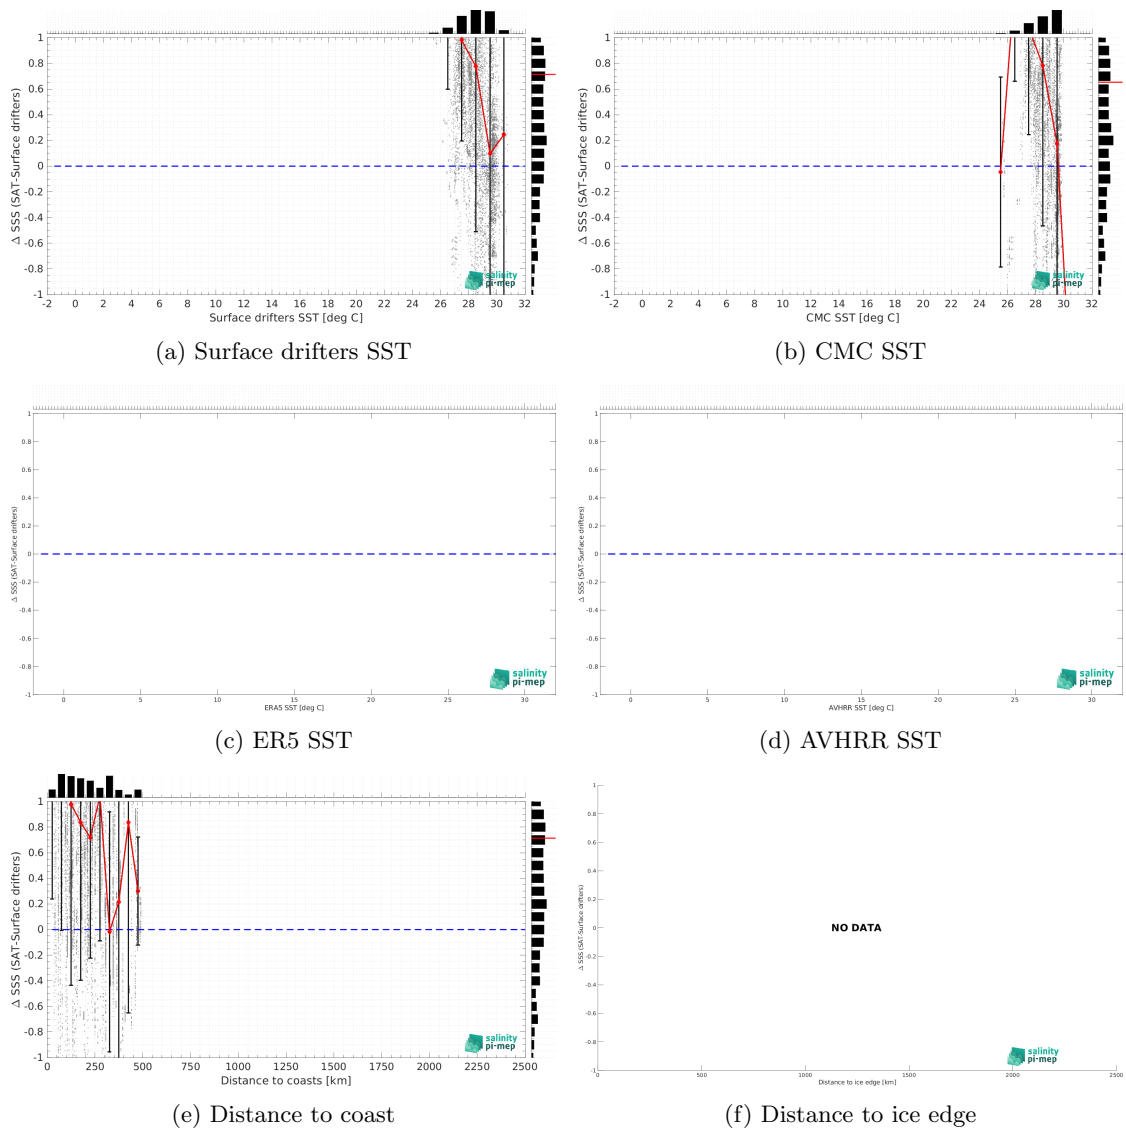 1
0.8
0.6
0.4
0.2
0
-0.2
-0.4
-0.6
-0.8
-1
Δ SSS (SAT-Surface drifters)
-2 0 2 4 6 8 10 12 14 16 18 20 22 24 26 28 30 32
Surface drifters SST [deg C]
salinity
pi-mep
(a) Surface drifters SST
1
0.8
0.6
0.4
0.2
0
-0.2
-0.4
-0.6
-0.8
-1
Δ SSS (SAT-Surface drifters)
-2 0 2 4 6 8 10 12 14 16 18 20 22 24 26 28 30 32
CMC SST [deg C]
salinity
pi-mep
(b) CMC SST
1
0.8
0.6
0.4
0.2
0
-0.2
-0.4
-0.6
-0.8
-1
Δ SSS (SAT-Surface drifters)
0 5 10 15 20 25 30
ERA5 SST [deg C]
salinity
pi-mep
(c) ER5 SST
1
0.8
0.6
0.4
0.2
0
-0.2
-0.4
-0.6
-0.8
-1
Δ SSS (SAT-Surface drifters)
0 5 10 15 20 25 30
AVHRR SST [deg C]
salinity
pi-mep
(d) AVHRR SST
1
0.8
0.6
0.4
0.2
0
-0.2
-0.4
-0.6
-0.8
-1
Δ SSS (SAT-Surface drifters)
0 250 500 750 1000 1250 1500 1750 2000 2250 2500
Distance to coasts [km]
salinity
pi-mep
(e) Distance to coast
1
0.8
0.6
0.4
0.2
0
-0.2
-0.4
-0.6
-0.8
-1
Δ SSS (SAT-Surface drifters)
NO DATA
0 500 1000 1500 2000 2500
Distance to ice edge [km]
salinity
pi-mep
(f) Distance to ice edge